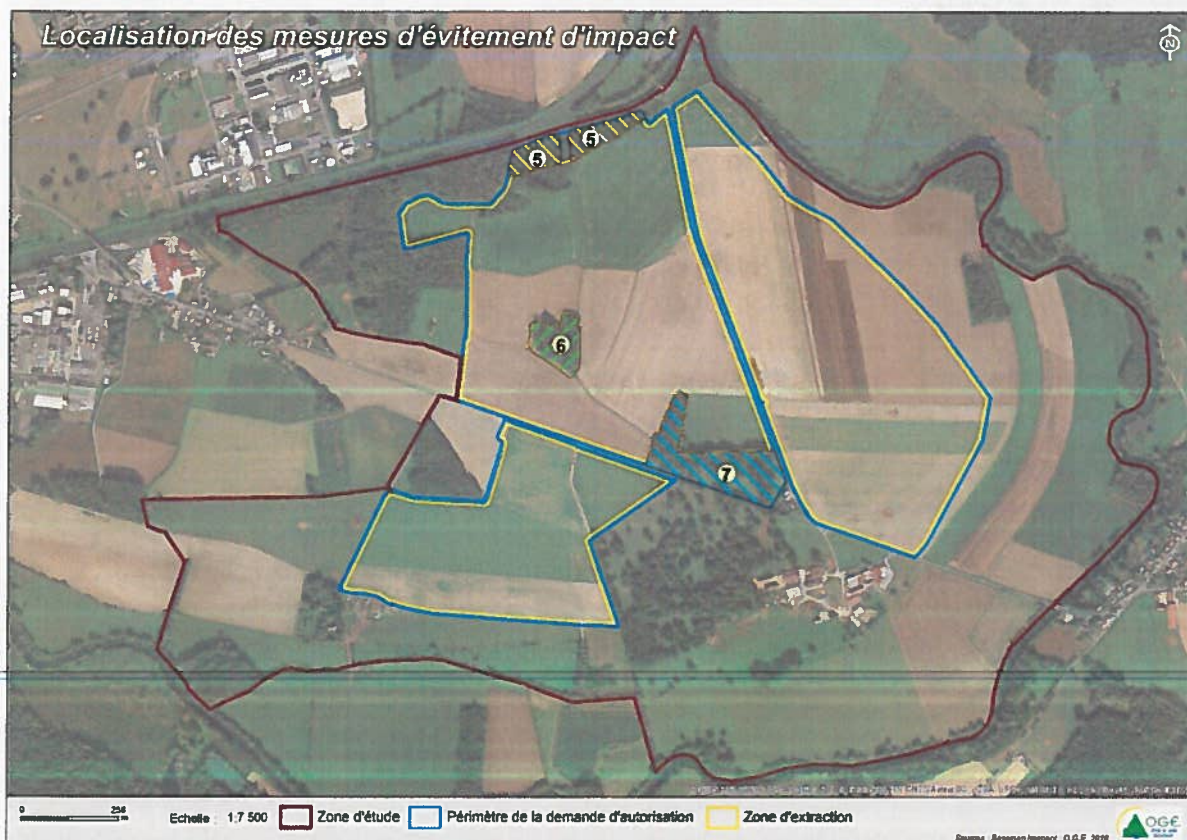 Localisation des mesures d'évitement d'impact
N
5
5
6
7
0
Echelle : 1:7 500
Zone d'étude
Périmètre de la demande d'autorisation
Zone d'extraction
OGE